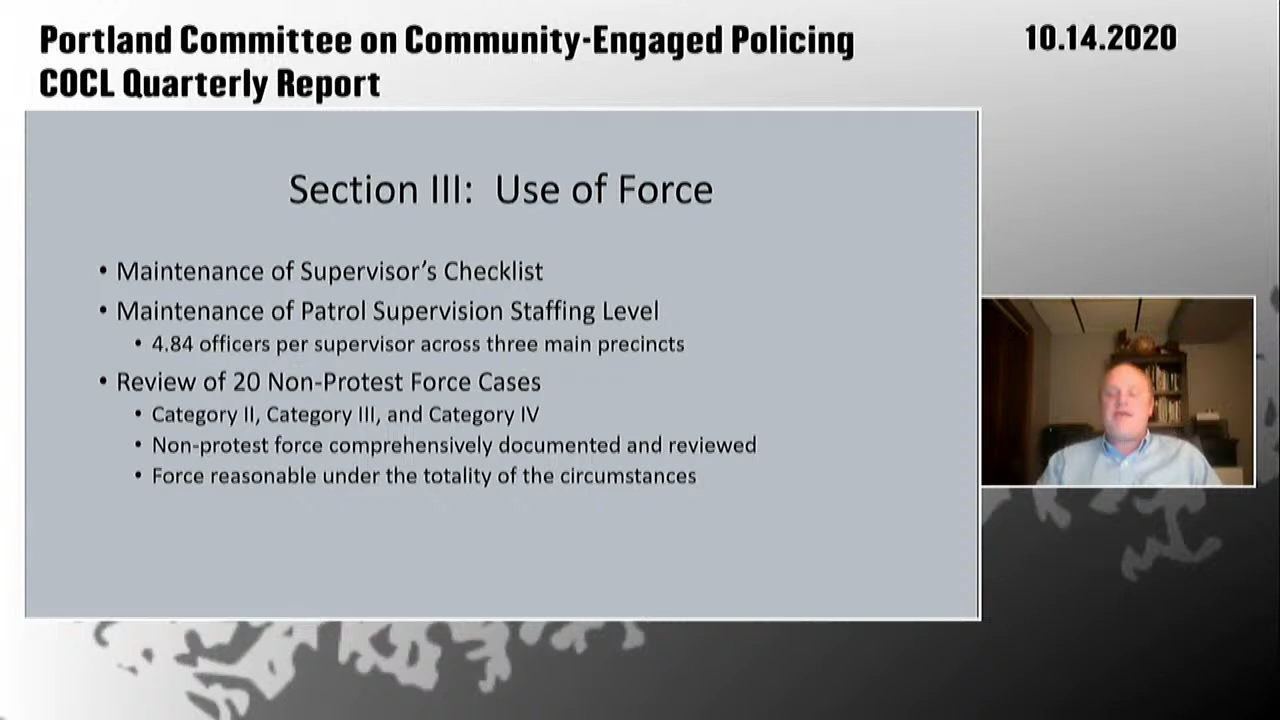 Portland Committee on Community-Engaged Policing
COCL Quarterly Report
10.14.2020
Section III: Use of Force
• Maintenance of Supervisor's Checklist
• Maintenance of Patrol Supervision Staffing Level
• 4.84 officers per supervisor across three main precincts
• Review of 20 Non-Protest Force Cases
• Category II, Category III, and Category IV
• Non-protest force comprehensively documented and reviewed
• Force reasonable under the totality of the circumstances